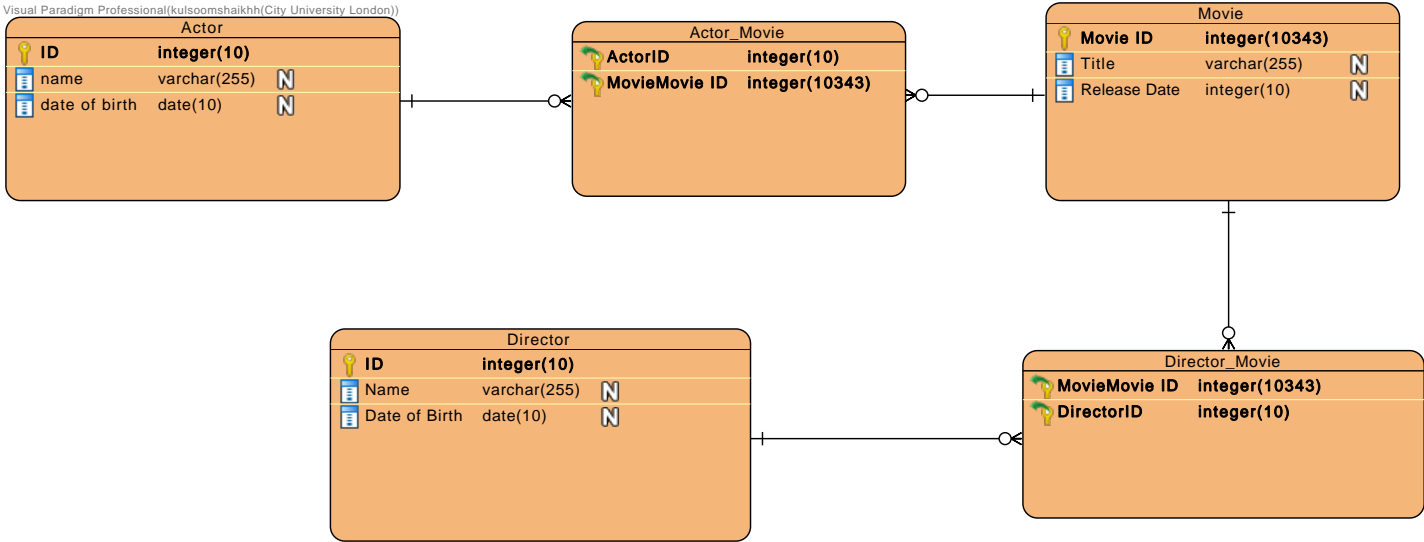 Visual Paradigm Professional(kulsoomshaikhh(City University London))
Actor
ID integer(10)
name varchar(255) N
date of birth date(10) N
Actor_Movie
ActorID integer(10)
MovieMovie ID integer(10343)
Movie
Movie ID integer(10343)
Title varchar(255) N
Release Date integer(10) N
Director
ID integer(10)
Name varchar(255) N
Date of Birth date(10) N
Director_Movie
MovieMovie ID integer(10343)
DirectorID integer(10)